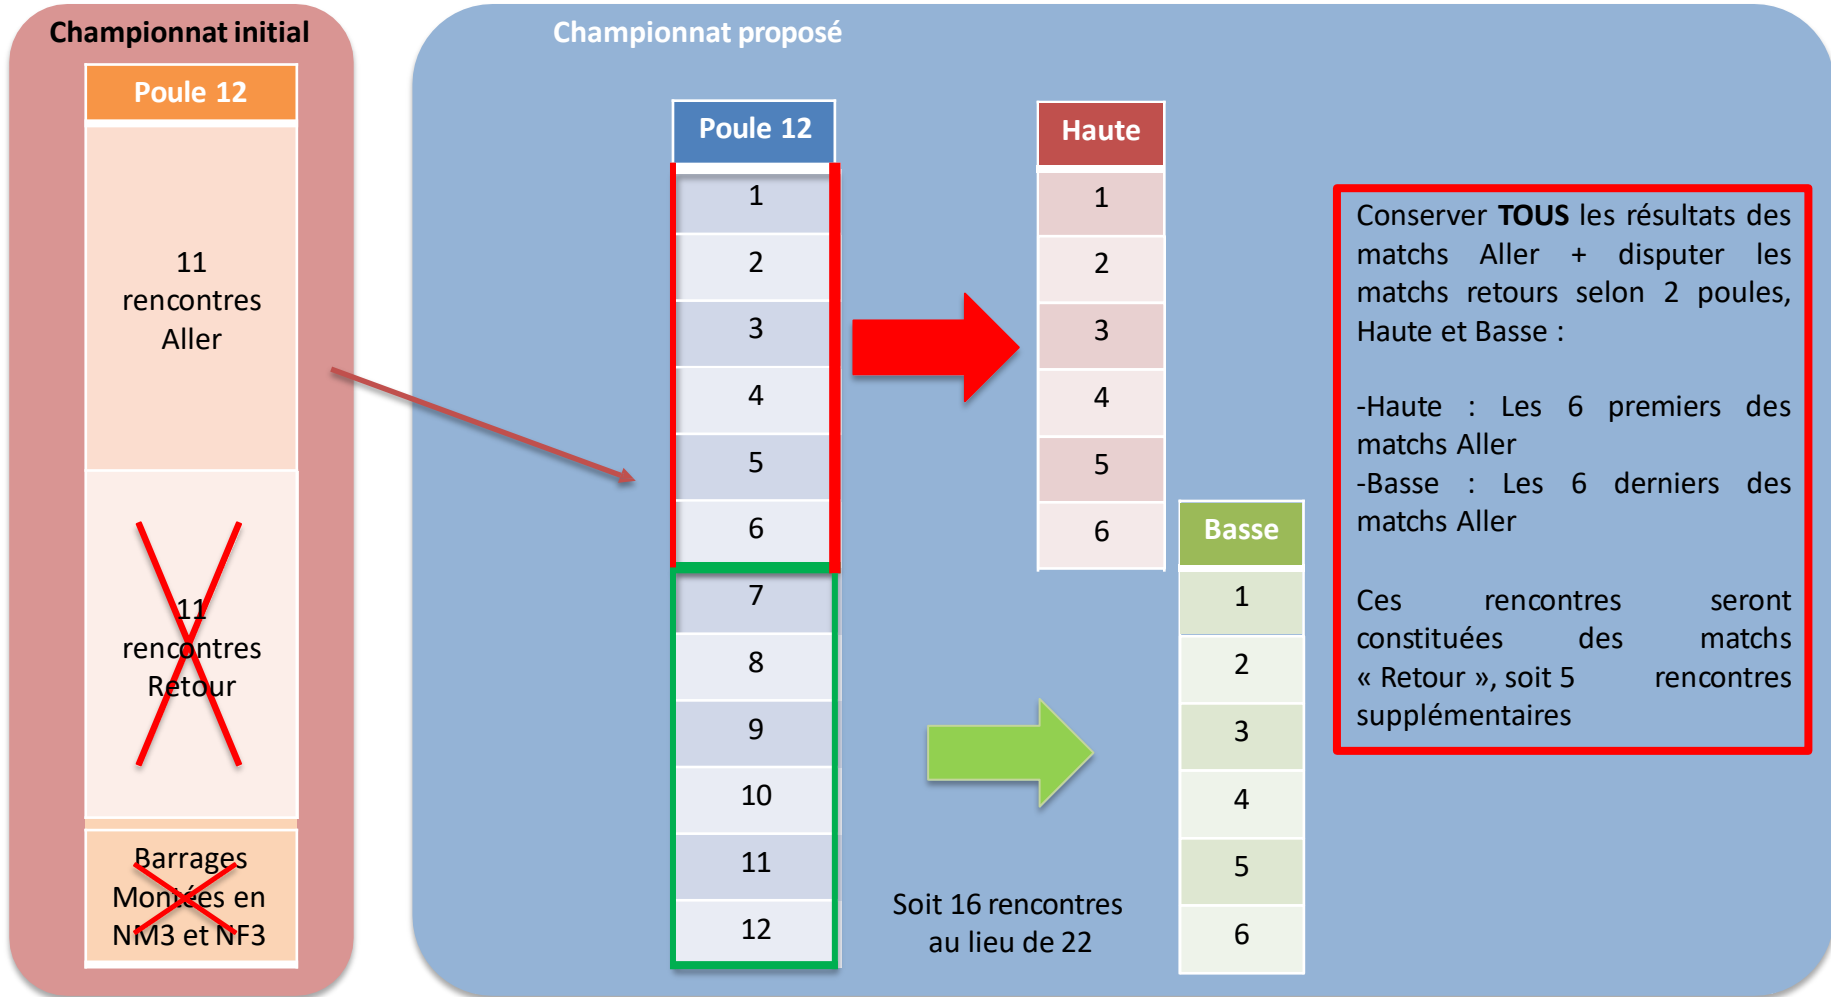 Championnat initial
Poule 12
11
rencontres
Aller
11
rencontres
Retour
Barrages
Montées en
NM3 et NF3
Championnat proposé
Poule 12
1
2
3
4
5
6
7
8
9
10
11
12
Haute
1
2
3
4
5
6
Basse
1
2
3
4
5
6
Soit 16 rencontres
au lieu de 22
Conserver TOUS les résultats des
matchs Aller + disputer les
matchs retours selon 2 poules,
Haute et Basse :
-Haute : Les 6 premiers des
matchs Aller
-Basse : Les 6 derniers des
matchs Aller
Ces rencontres seront
constituées des matchs
« Retour », soit 5 rencontres
supplémentaires